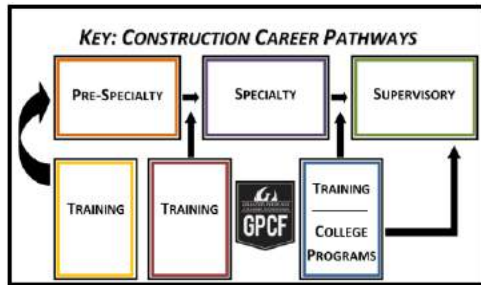 KEY: CONSTRUCTION CAREER PATHWAYS
PRE-SPECIALTY
SPECIALTY
SUPERVISORY
TRAINING
TRAINING
GPCF
TRAINING
COLLEGE
PROGRAMS